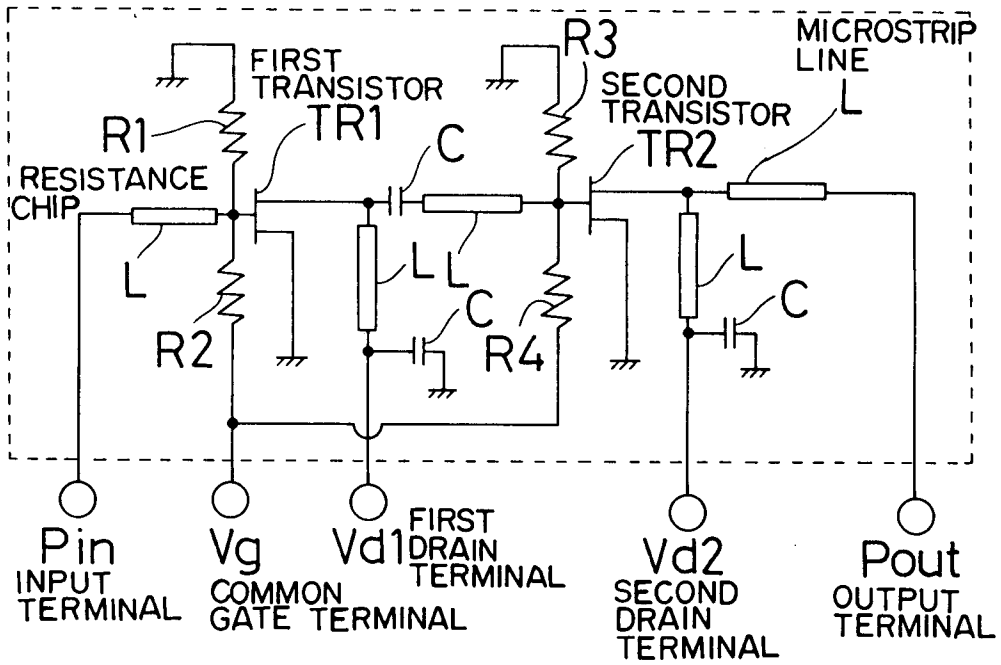 MICROSTRIP
LINE
L
R3
FIRST
TRANSISTOR
TR1
SECOND
TRANSISTOR
TR2
R1
C
RESISTANCE
CHIP
L
L
L
L
R2
C
R4
C
Pin
INPUT
TERMINAL
Vg
COMMON
GATE TERMINAL
Vd1
FIRST
DRAIN
TERMINAL
Vd2
SECOND
DRAIN
TERMINAL
Pout
OUTPUT
TERMINAL